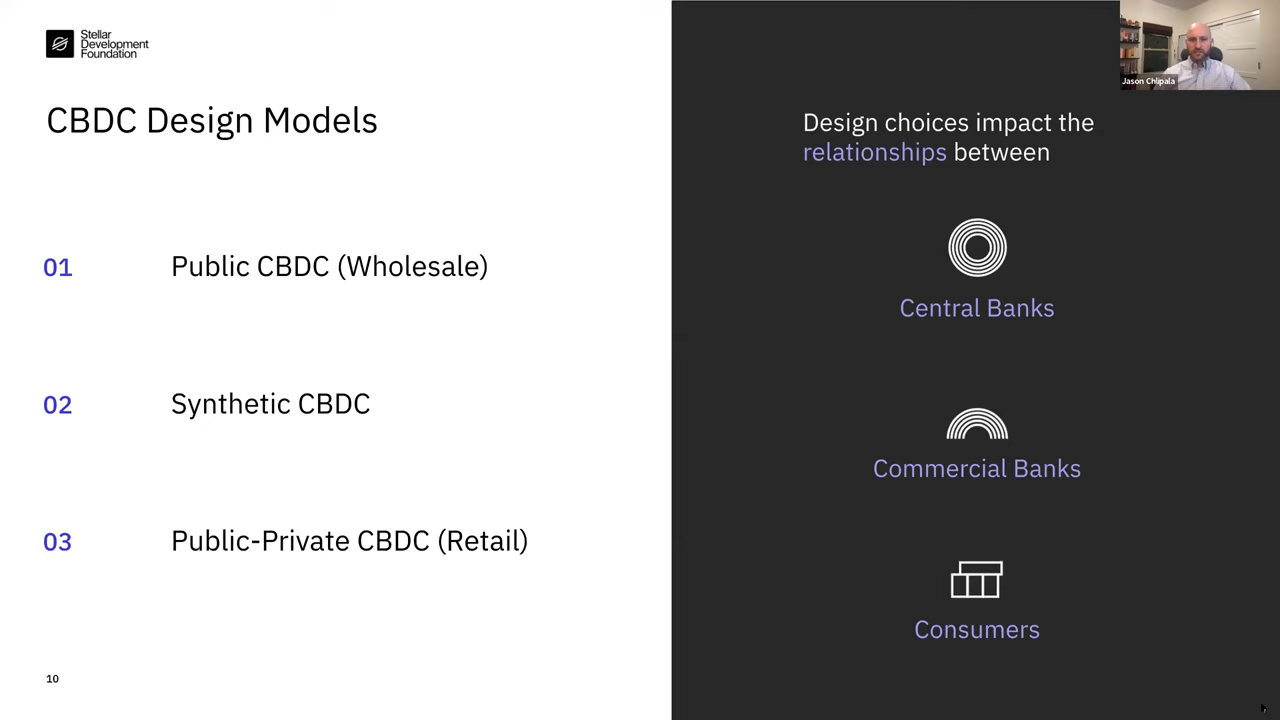 Stellar
Development
Foundation
CBDC Design Models
01 Public CBDC (Wholesale)
02 Synthetic CBDC
03 Public-Private CBDC (Retail)
10
Design choices impact the
relationships between
Central Banks
Commercial Banks
Consumers
Jason Chlipala